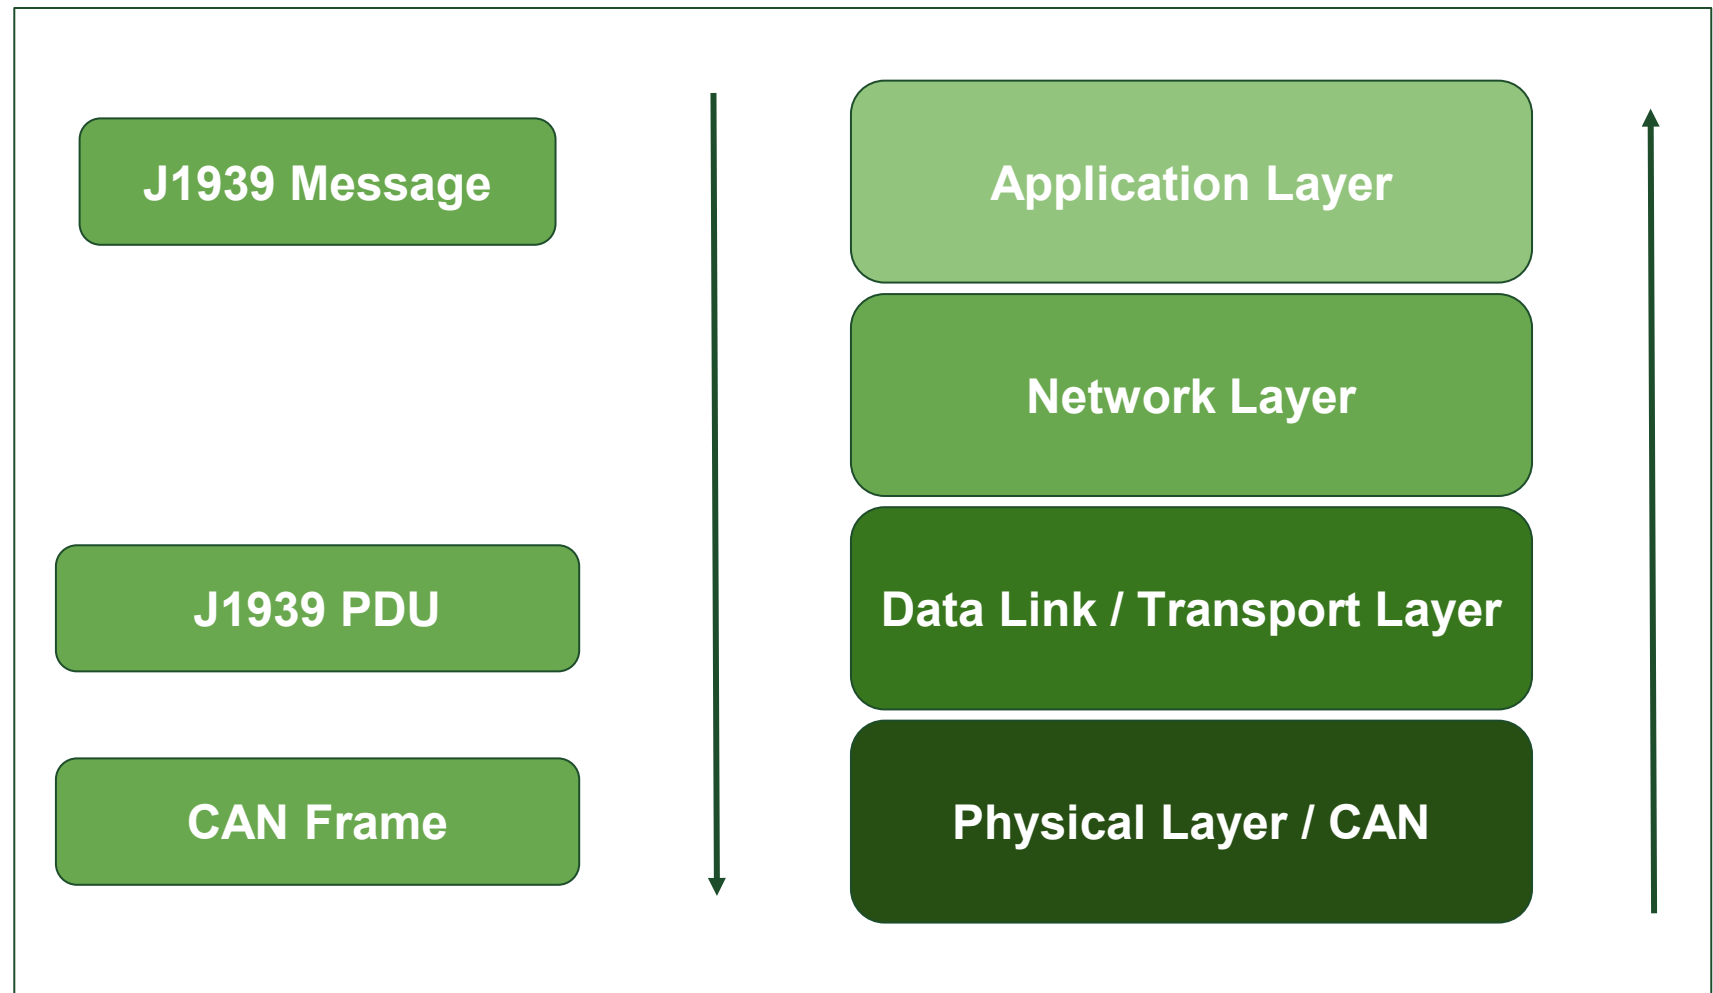 J1939 Message
Application Layer
Network Layer
J1939 PDU
Data Link / Transport Layer
CAN Frame
Physical Layer / CAN